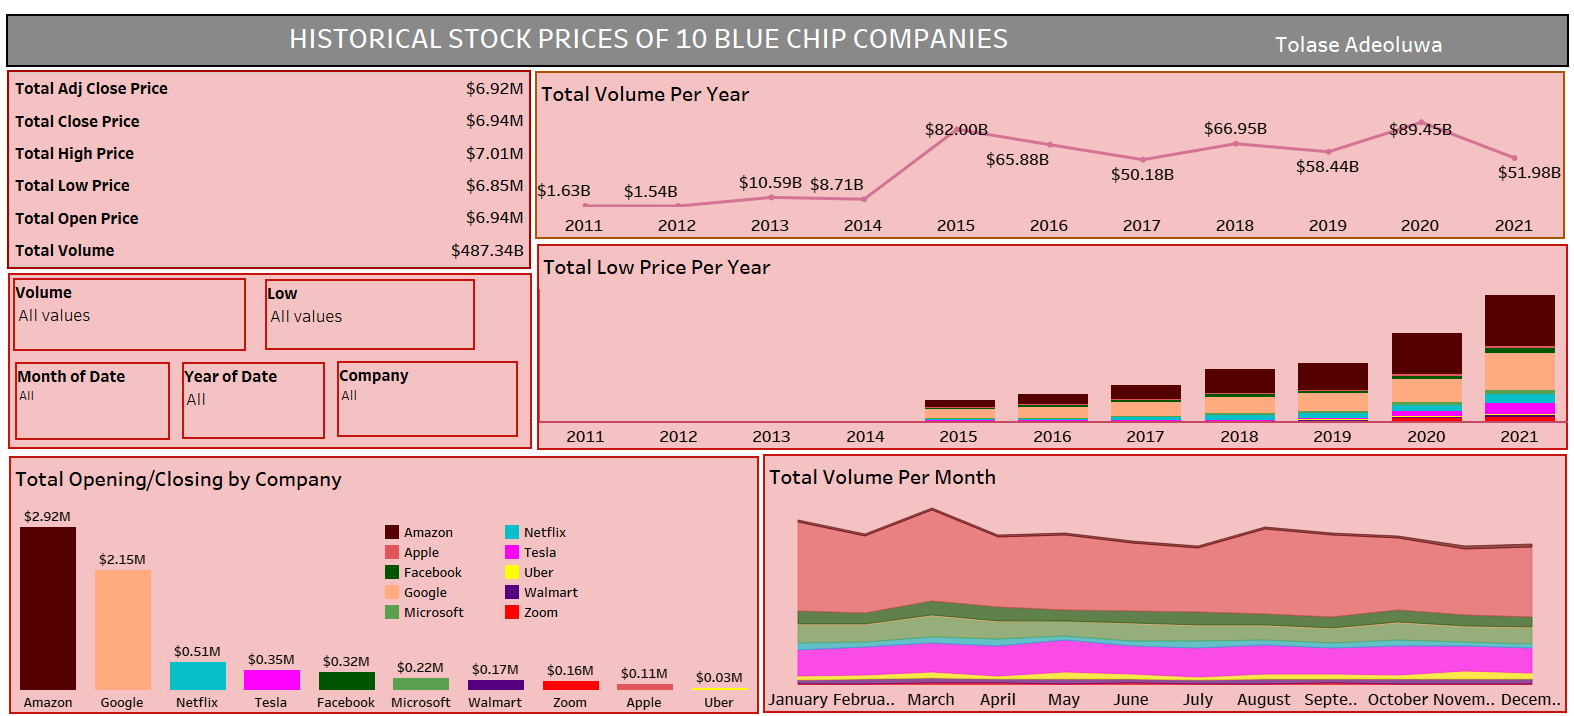 HISTORICAL STOCK PRICES OF 10 BLUE CHIP COMPANIES
Tolase Adeoluwa
Total Adj Close Price $6.92M
Total Close Price $6.94M
Total High Price $7.01M
Total Low Price $6.85M
Total Open Price $6.94M
Total Volume $487.34B
Total Volume Per Year
$1.63B $1.54B $10.59B $8.71B $82.00B $65.88B $50.18B $66.95B $58.44B $89.45B $51.98B
2011 2012 2013 2014 2015 2016 2017 2018 2019 2020 2021
Volume
All values
Low
All values
Month of Date
All
Year of Date
All
Company
All
Total Low Price Per Year
2011 2012 2013 2014 2015 2016 2017 2018 2019 2020 2021
Total Opening/Closing by Company
$2.92M $2.15M $0.51M $0.35M $0.32M $0.22M $0.17M $0.16M $0.11M $0.03M
Amazon Netflix
Apple Tesla
Facebook Uber
Google Walmart
Microsoft Zoom
Amazon Google Netflix Tesla Facebook Microsoft Walmart Zoom Apple Uber
Total Volume Per Month
January Februa.. March April May June July August Septe.. October Novem.. Decem..